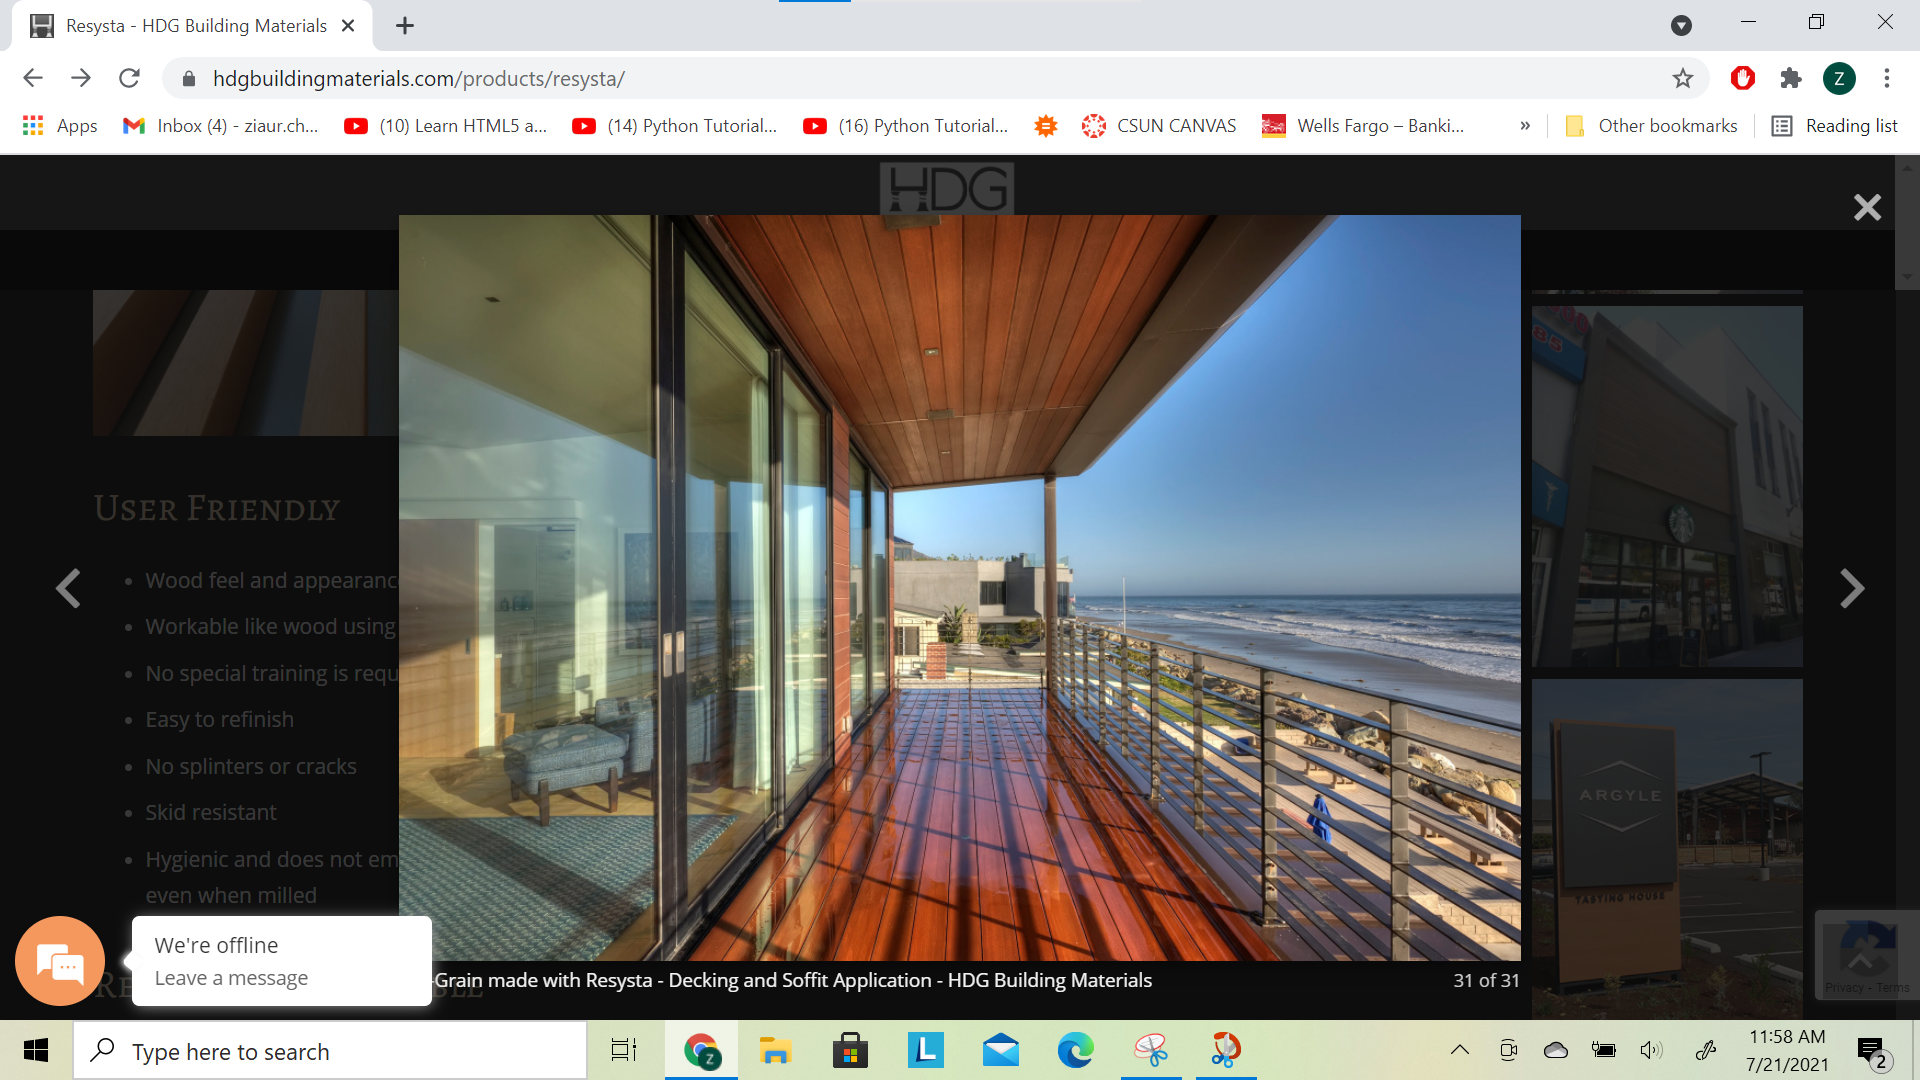 Resysta - HDG Building Materials
hdgbuildingmaterials.com/products/resysta/
Z
Apps
Inbox (4) - ziaur.ch...
(10) Learn HTML5 a...
(14) Python Tutorial...
(16) Python Tutorial...
CSUN CANVAS
Wells Fargo – Banki...
»
Other bookmarks
Reading list
HDG
User Friendly
• Wood feel and appearanc
• Workable like wood using
• No special training is requ
• Easy to refinish
• No splinters or cracks
• Skid resistant
• Hygienic and does not em
even when milled
ARGYLE
TASTING HOUSE
We're offline
Leave a message
-Grain made with Resysta - Decking and Soffit Application - HDG Building Materials
31 of 31
Privacy - Terms
Type here to search
Z
L
11:58 AM
7/21/2021
2